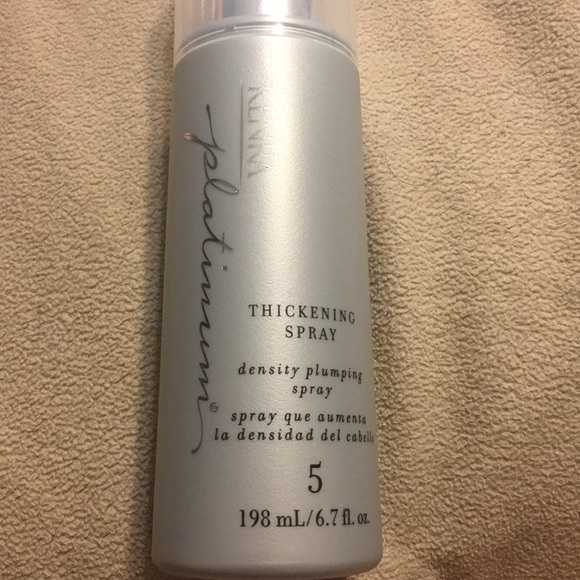 KENRA
platinum®
THICKENING
SPRAY
density plumping
spray
spray que aumenta
la densidad del cabello
5
198 mL/6.7 fl. oz.